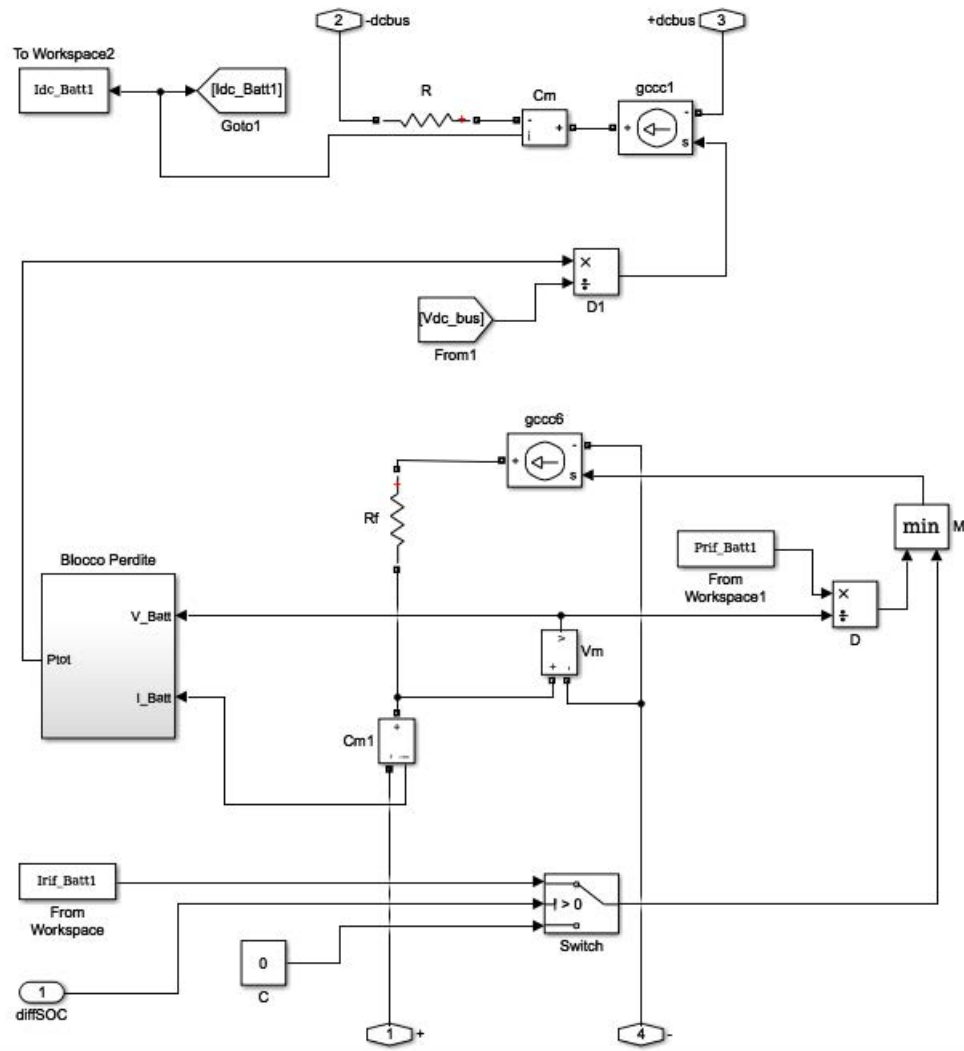 2
-dcbus
+dcbus
3
To Workspace2
Idc_Batt1
[Idc_Batt1]
Goto1
R
Cm
gccc1
+
-
i
+
+
-
s
×
÷
D1
[Vdc_bus]
From1
gccc6
+
-
s
+
Rf
min
M
Prif_Batt1
From
Workspace1
×
÷
D
Blocco Perdite
V_Batt
Ptot
I_Batt
Vm
v
+
-
Cm1
+
-
i
Irif_Batt1
From
Workspace
> 0
Switch
0
C
1
diffSOC
1
+
4
-